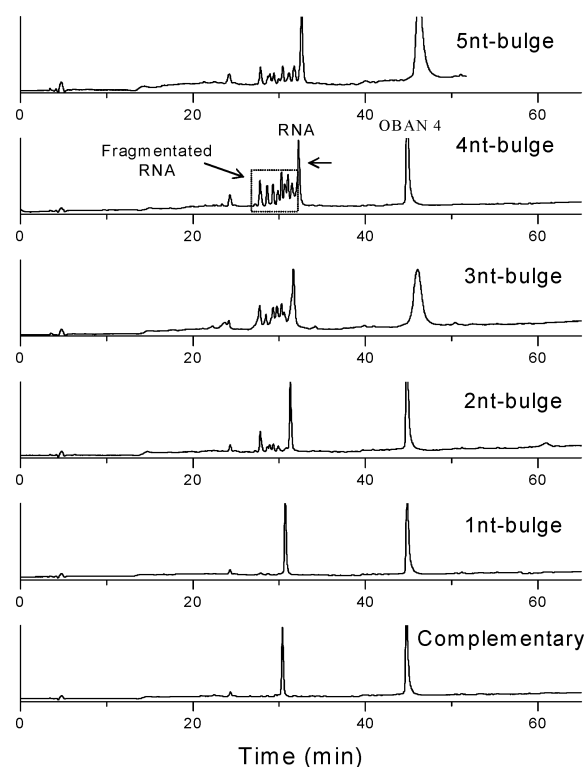 5nt-bulge
0 20 40 60
RNA
OBAN 4
4nt-bulge
Fragmentated
RNA
0 20 40 60
3nt-bulge
0 20 40 60
2nt-bulge
0 20 40 60
1nt-bulge
0 20 40 60
Complementary
0 20 40 60
Time (min)